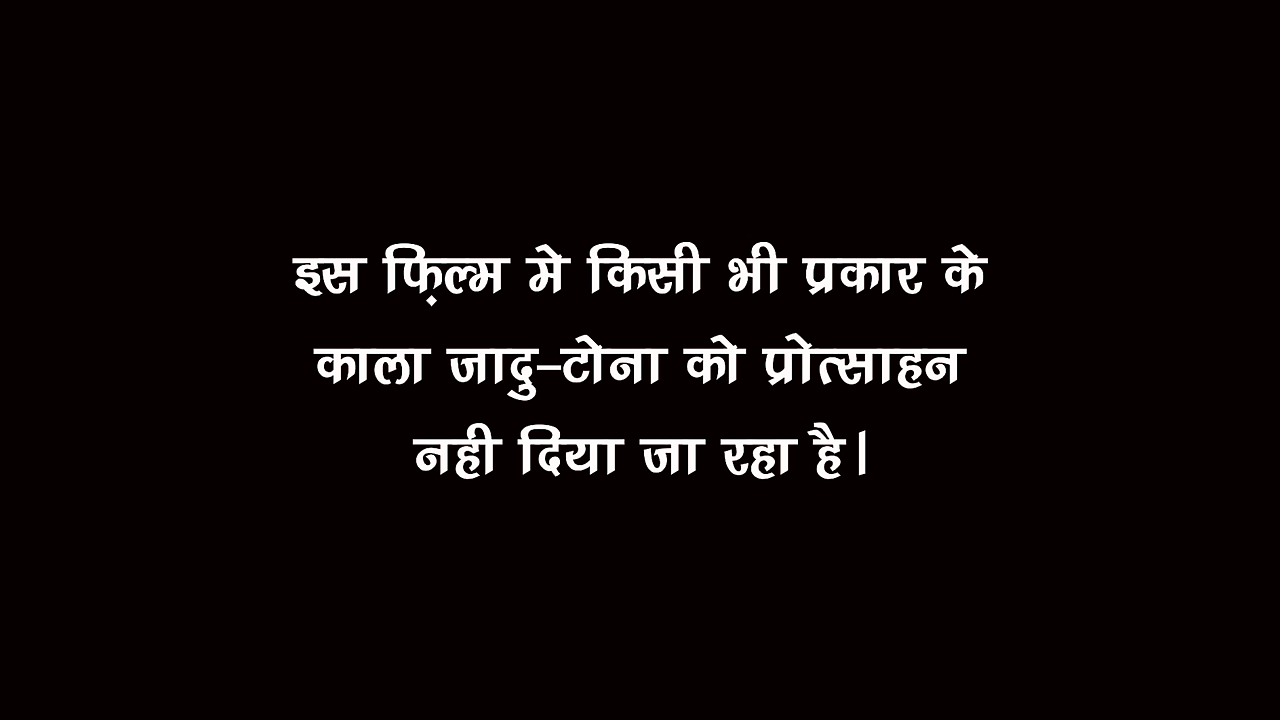 इस फ़िल्म मे किसी भी प्रकार के
काला जादु-टोना को प्रोत्साहन
नही दिया जा रहा है।